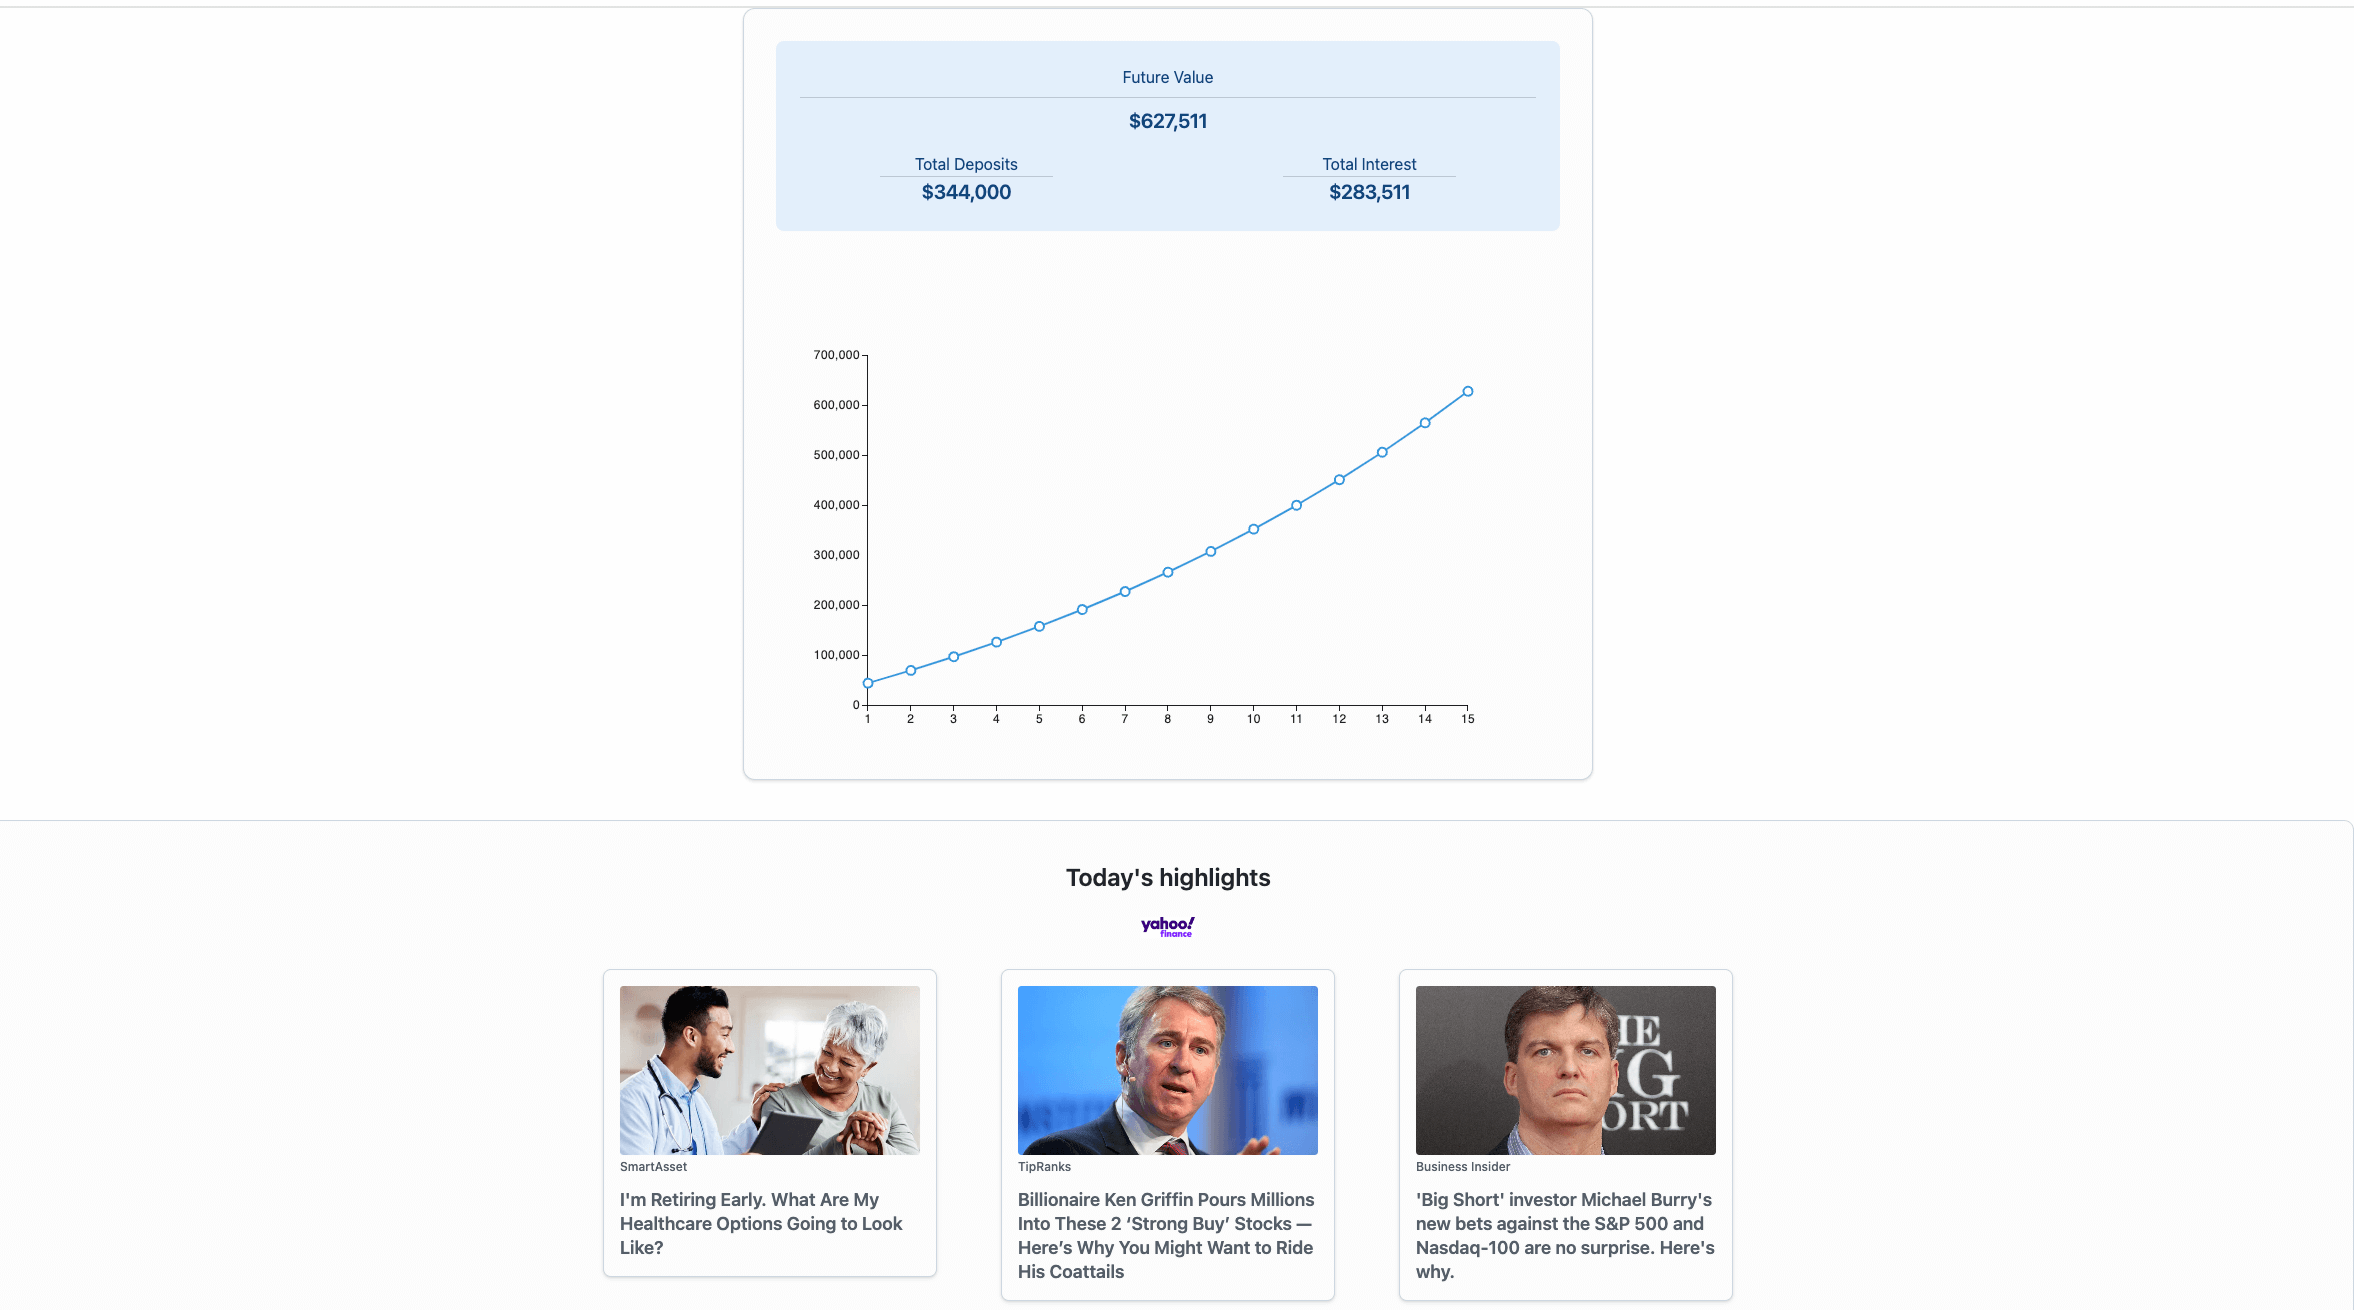 Future Value
$627,511
Total Deposits
$344,000
Total Interest
$283,511
700,000
600,000
500,000
400,000
300,000
200,000
100,000
0
1 2 3 4 5 6 7 8 9 10 11 12 13 14 15
Today's highlights
yahoo!
finance
SmartAsset
I'm Retiring Early. What Are My
Healthcare Options Going to Look
Like?
TipRanks
Billionaire Ken Griffin Pours Millions
Into These 2 ‘Strong Buy’ Stocks —
Here’s Why You Might Want to Ride
His Coattails
IE
G
ORT
Business Insider
'Big Short' investor Michael Burry's
new bets against the S&P 500 and
Nasdaq-100 are no surprise. Here's
why.